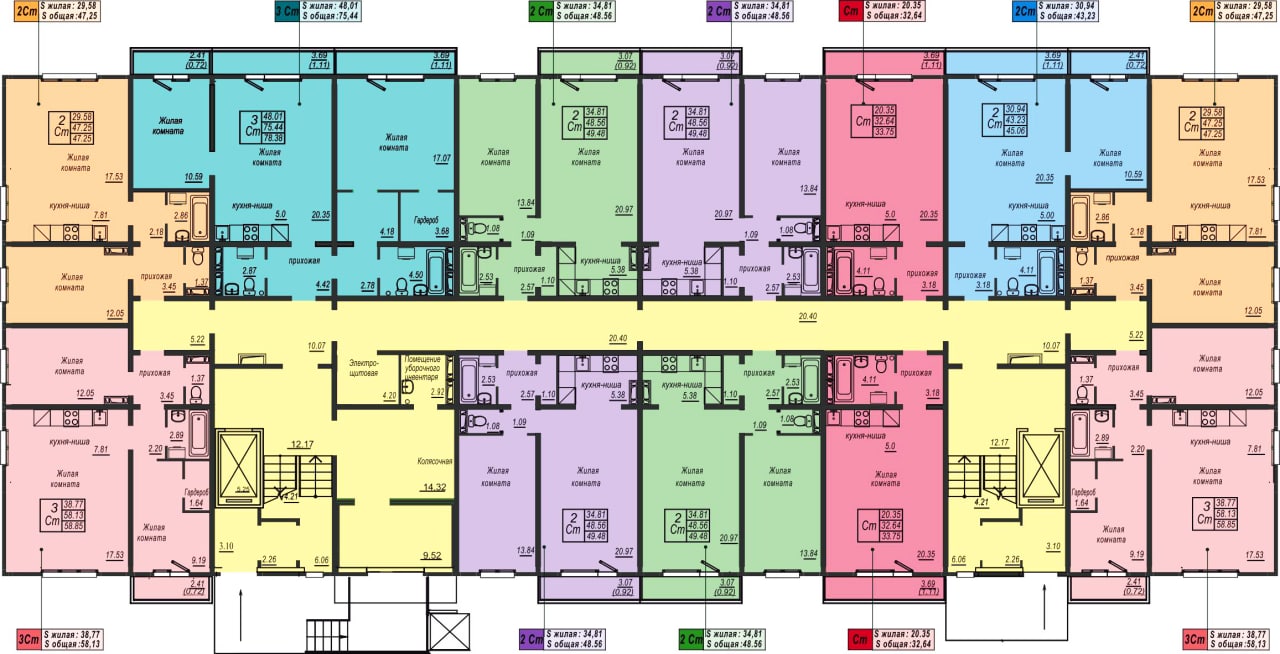 2Ст
S жилая : 29,58
S общая :47,25
3 Ст
S жилая : 48,01
S общая : 75,44
2 Ст
S жилая : 34,81
S общая : 48.56
2 Ст
S жилая : 34,81
S общая : 48.56
Ст
S жилая : 20.35
S общая : 32,64
2Ст
S жилая : 30,94
S общая : 43,23
2Ст
S жилая : 29.58
S общая : 47,25
2.41
(0.72)
3.69
(1.11)
3.69
(1.11)
3.07
(0.92)
3.07
(0.92)
3.69
(1.11)
3.69
(1.11)
2.41
(0.72)
2
Ст
29.58
47.25
47.25
Жилая
комната
17.53
кухня-ниша
7.81
Жилая
комната
10.59
3
Ст
48.01
75.44
78.38
Жилая
комната
кухня-ниша
5.0
20.35
Жилая
комната
17.07
4.18
Гардероб
3.68
Жилая
комната
13.84
2
Ст
34.81
48.56
49.48
Жилая
комната
20.97
2
Ст
34.81
48.56
49.48
Жилая
комната
20.97
Жилая
комната
13.84
Ст
20.35
32.64
33.75
Жилая
комната
кухня-ниша
5.0
20.35
2
Ст
30.94
43.23
45.06
Жилая
комната
20.35
кухня-ниша
5.00
Жилая
комната
10.59
2
Ст
29.58
47.25
47.25
Жилая
комната
17.53
кухня-ниша
7.81
2.86
2.18
1.08
1.09
1.09
1.08
2.86
2.18
Жилая
комната
12.05
прихожая
3.45
1.37
2.87
прихожая
4.42
2.78
4.50
2.53
прихожая
2.57
1.10
кухня-ниша
5.38
кухня-ниша
5.38
1.10
прихожая
2.57
2.53
4.11
прихожая
3.18
прихожая
3.18
4.11
1.37
прихожая
3.45
Жилая
комната
12.05
5.22
10.07
20.40
20.40
10.07
5.22
Жилая
комната
12.05
прихожая
3.45
1.37
Электро-
щитовая
4.20
Помещение
уборочного
инвентаря
2.92
2.53
прихожая
2.57
1.10
кухня-ниша
5.38
кухня-ниша
5.38
1.10
прихожая
2.57
2.53
4.11
прихожая
3.18
1.37
прихожая
3.45
Жилая
комната
12.05
кухня-ниша
7.81
2.89
2.20
Жилая
комната
3
Ст
38.77
58.13
58.85
17.53
Гардероб
1.64
Жилая
комната
9.19
12.17
5.25
4.21
3.10
2.26
6.06
Колясочная
14.32
9.52
1.08
1.09
Жилая
комната
13.84
Жилая
комната
2
Ст
34.81
48.56
49.48
20.97
Жилая
комната
2
Ст
34.81
48.56
49.48
20.97
1.09
1.08
Жилая
комната
13.84
кухня-ниша
5.0
Жилая
комната
Ст
20.35
32.64
33.75
20.35
12.17
4.21
6.06
2.26
3.10
2.89
2.20
Гардероб
1.64
Жилая
комната
9.19
кухня-ниша
7.81
Жилая
комната
3
Ст
38.77
58.13
58.85
17.53
2.41
(0.72)
3.07
(0.92)
3.07
(0.92)
3.69
(1.11)
2.41
(0.72)
3Ст
S жилая : 38,77
S общая : 58,13
2 Ст
S жилая : 34,81
S общая : 48.56
2 Ст
S жилая : 34,81
S общая : 48.56
Ст
S жилая : 20.35
S общая : 32,64
3Ст
S жилая : 38,77
S общая : 58,13